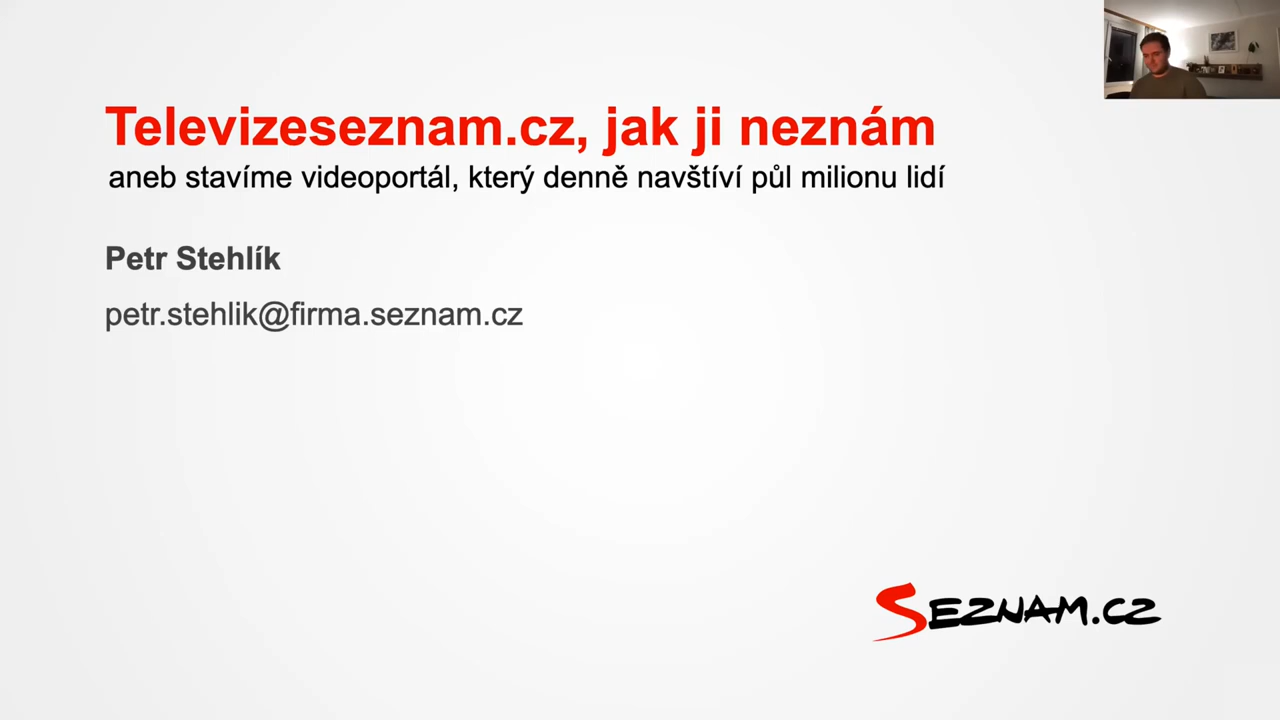 Televizeseznam.cz, jak ji neznám
aneb stavíme videoportál, který denně navštíví půl milionu lidí
Petr Stehlík
petr.stehlik@firma.seznam.cz
SEZNAM.CZ